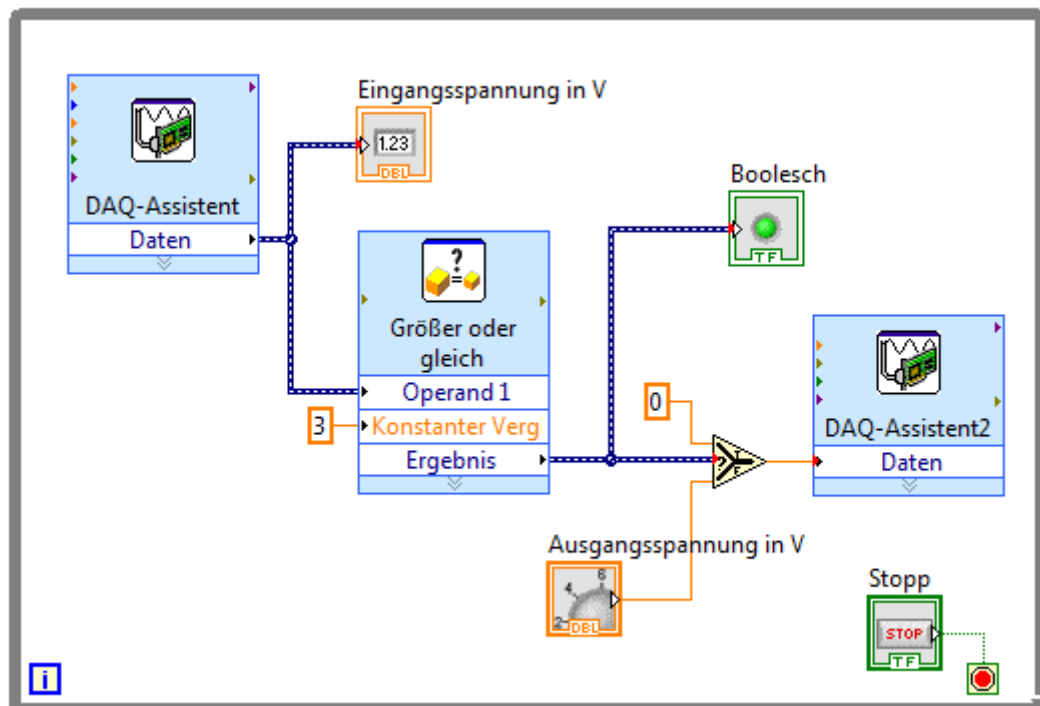 Eingangsspannung in V
1.23
DBL
DAQ-Assistent
Daten
Boolesch
TF
?
=
Größer oder
gleich
Operand 1
3
Konstanter Verg
Ergebnis
0
?
T
F
DAQ-Assistent2
Daten
Ausgangsspannung in V
2
4
6
DBL
Stopp
STOP
TF
i